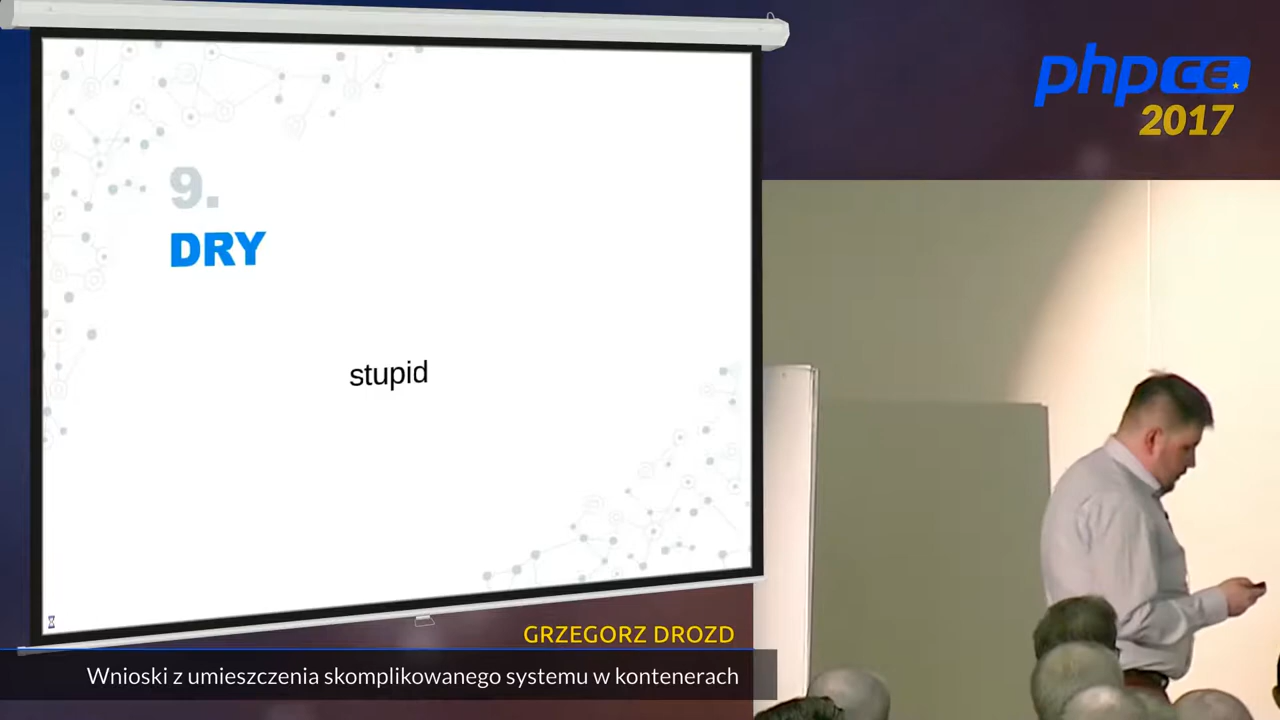 9.
DRY
stupid
phpCE
2017
GRZEGORZ DROZD
Wnioski z umieszczenia skomplikowanego systemu w kontenerach